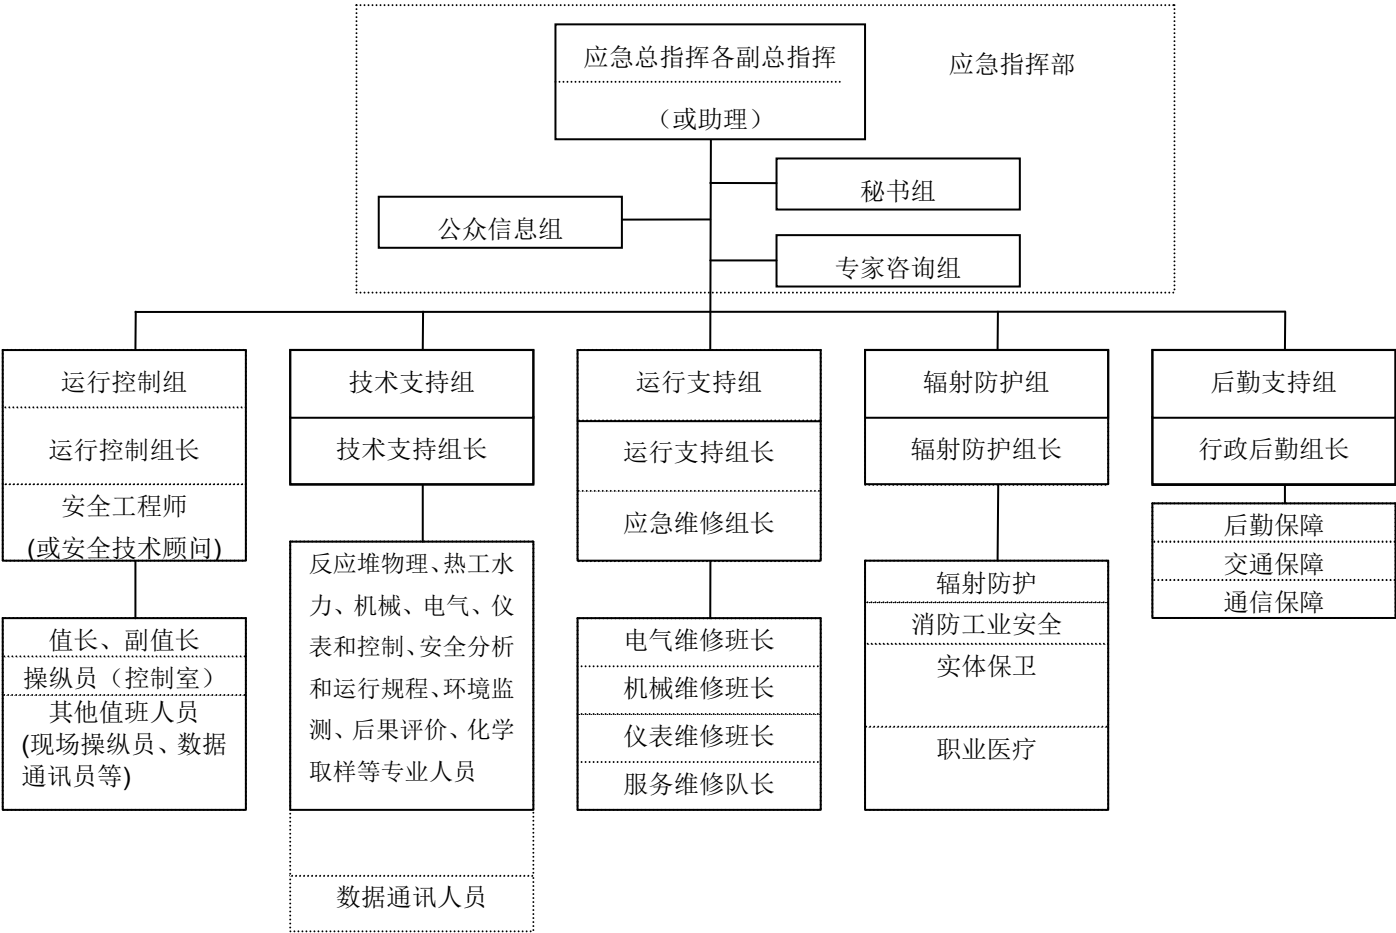 应急总指挥各副总指挥
（或助理）
应急指挥部
秘书组
公众信息组
专家咨询组
运行控制组
运行控制组长
安全工程师
(或安全技术顾问)
值长、副值长
操纵员（控制室）
其他值班人员
(现场操纵员、数据
通讯员等)
技术支持组
技术支持组长
反应堆物理、热工水
力、机械、电气、仪
表和控制、安全分析
和运行规程、环境监
测、后果评价、化学
取样等专业人员
数据通讯人员
运行支持组
运行支持组长
应急维修组长
电气维修班长
机械维修班长
仪表维修班长
服务维修队长
辐射防护组
辐射防护组长
辐射防护
消防工业安全
实体保卫
职业医疗
后勤支持组
行政后勤组长
后勤保障
交通保障
通信保障